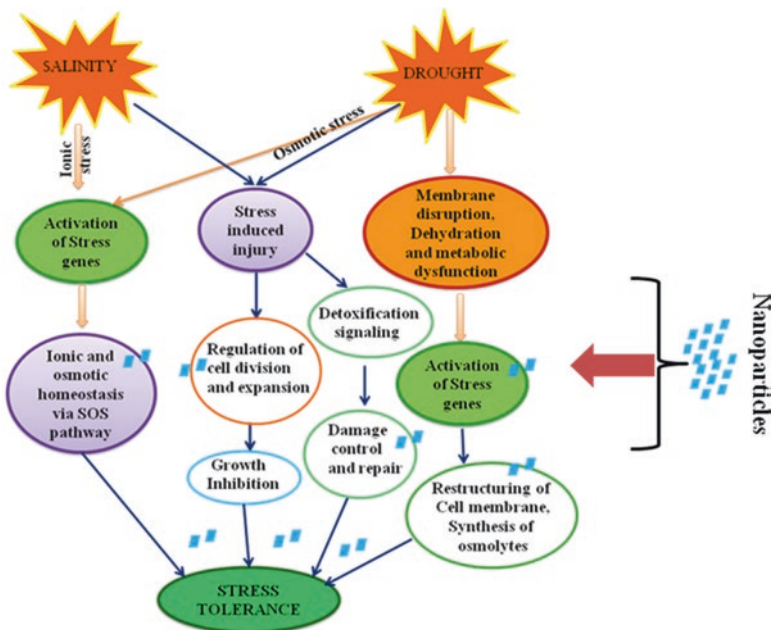 SALINITY
DROUGHT
Ionic
stress
Osmotic stress
Activation
of Stress
genes
Stress
induced
injury
Membrane
disruption,
Dehydration
and metabolic
dysfunction
Nanoparticles
Ionic and
osmotic
homeostasis
via SOS
pathway
Regulation of
cell division
and expansion
Detoxification
signaling
Activation
of Stress
genes
Growth
Inhibition
Damage
control
and repair
Restructuring of
Cell membrane,
Synthesis of
osmolytes
STRESS
TOLERANCE